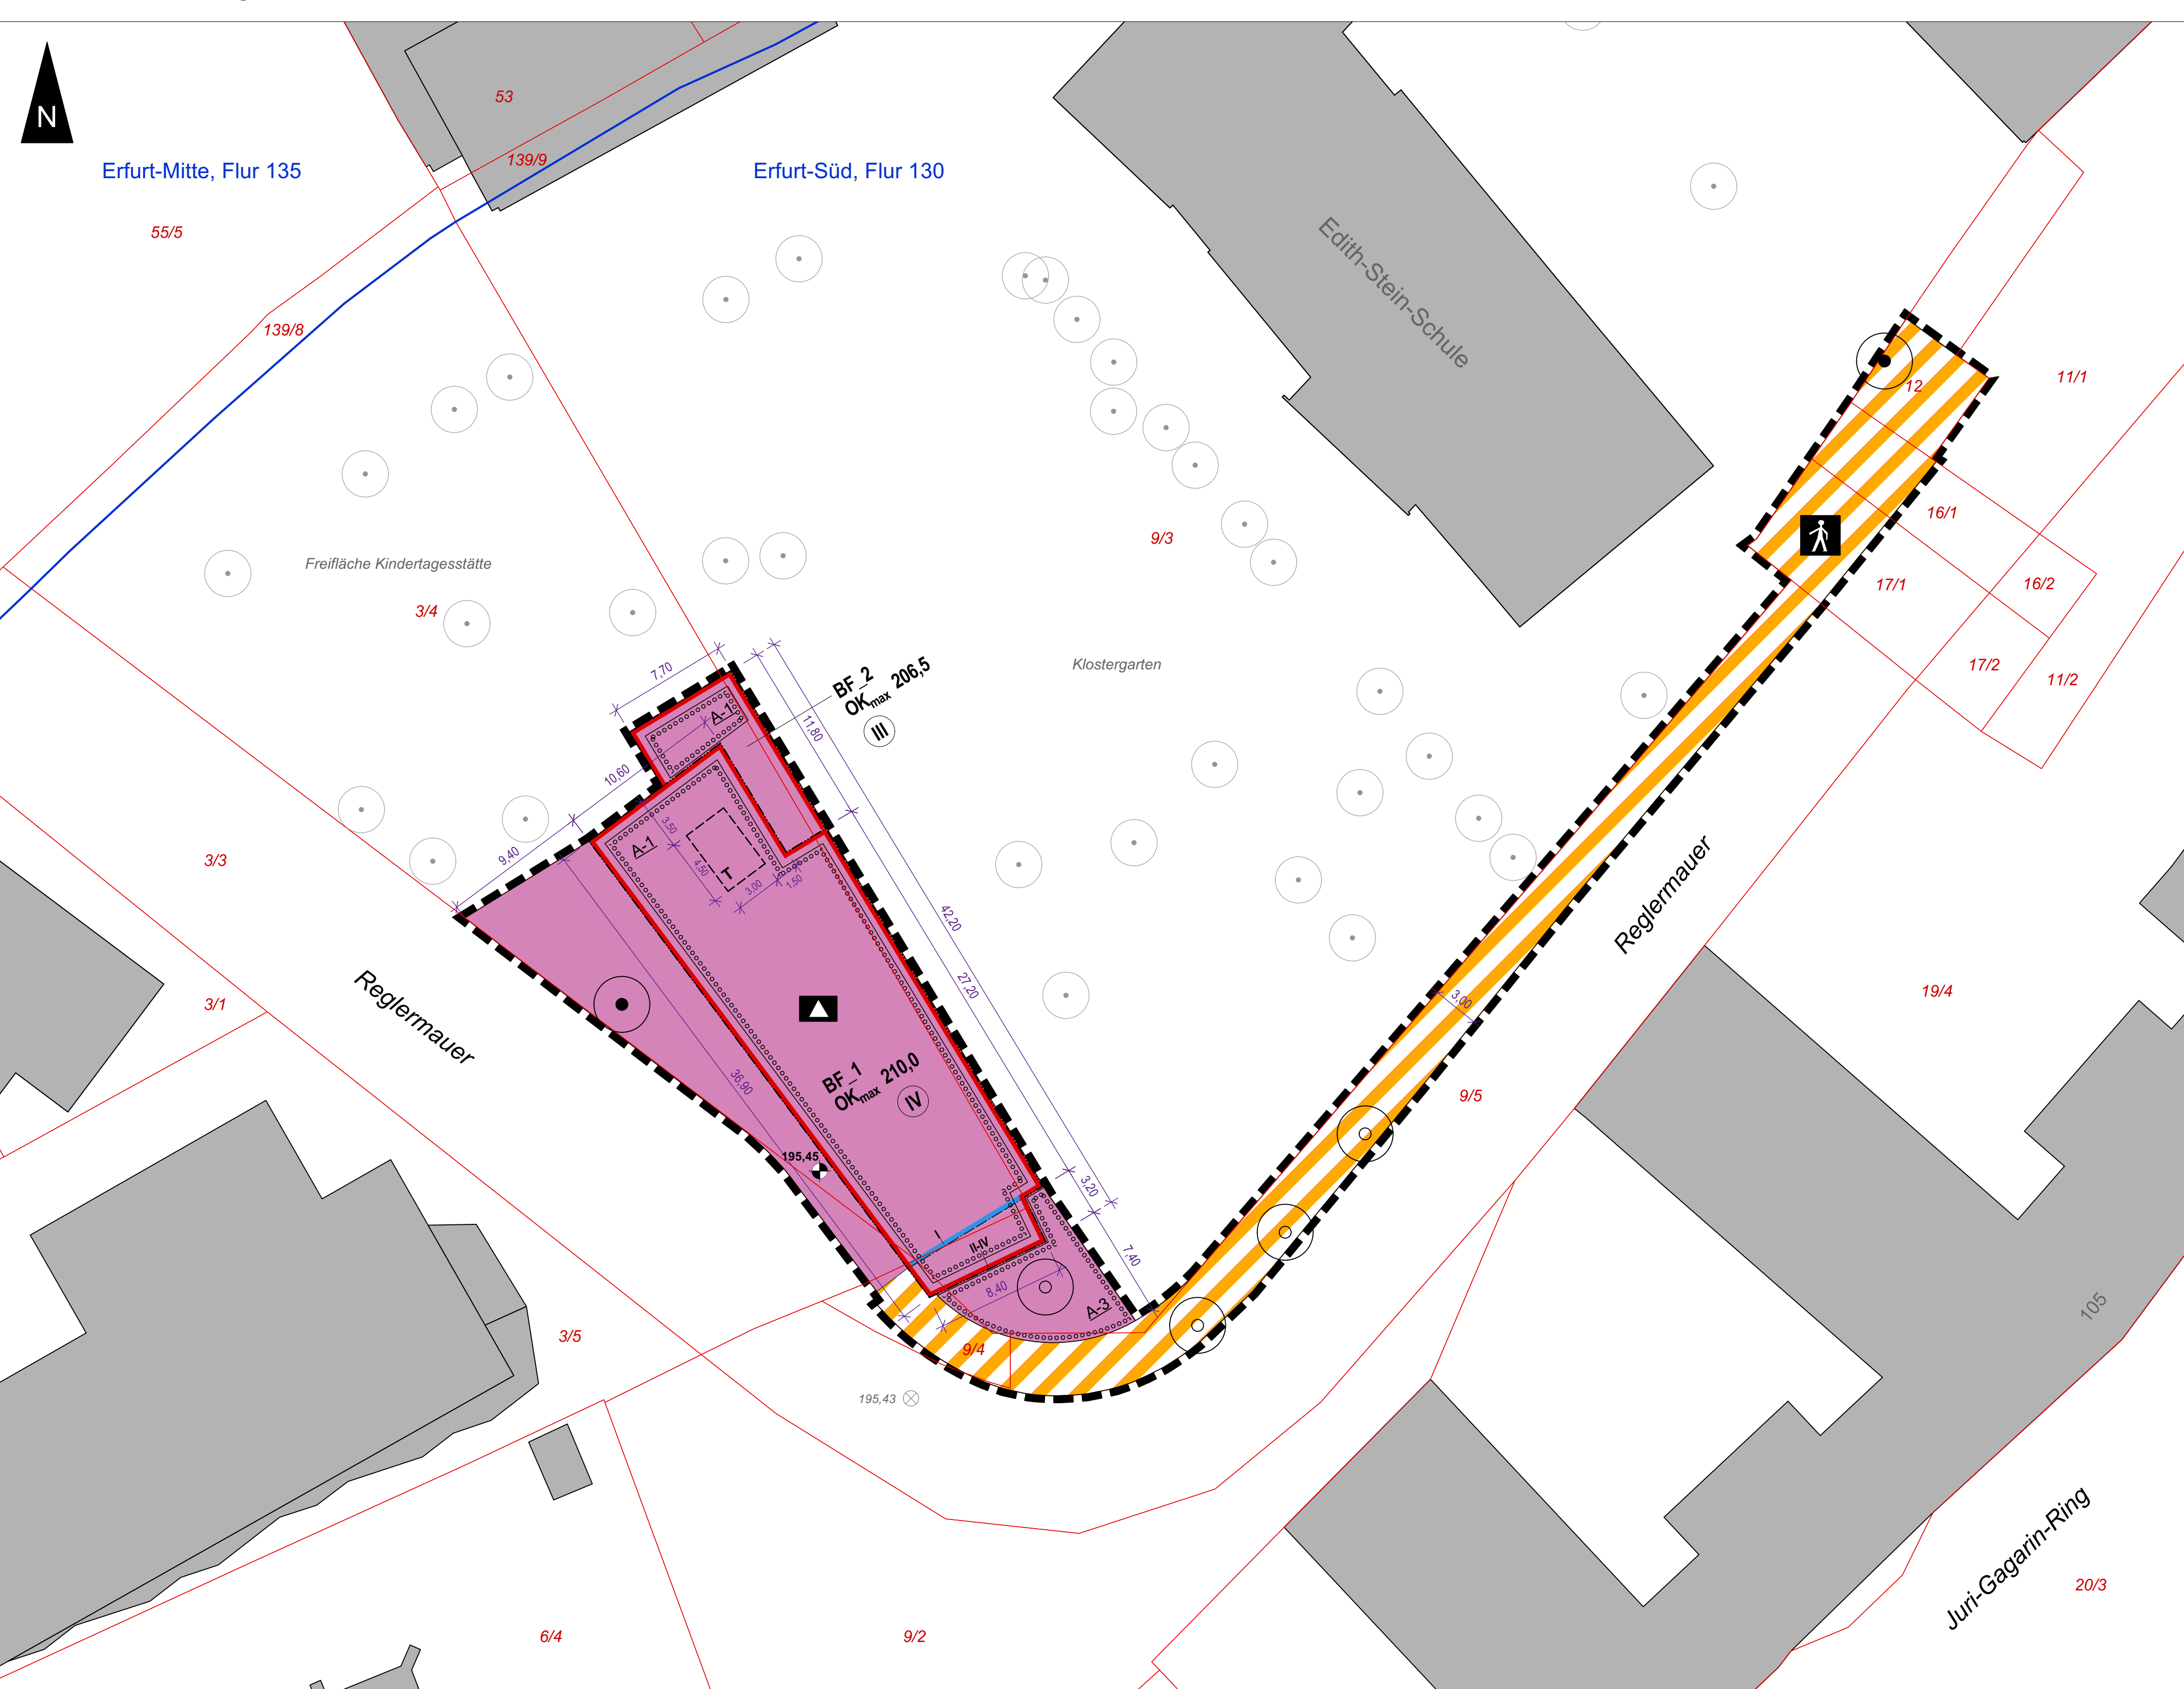 53
N
139/9
Erfurt-Mitte, Flur 135
Erfurt-Süd, Flur 130
55/5
Edith-Stein-Schule
139/8
12
11/1
16/1
9/3
Freifläche Kindertagesstätte
3/4
17/1
16/2
Klostergarten
17/2
11/2
7,70
BF_2
OKmax 206,5
III
A-1
11,80
10,60
3,50
A-1
9,40
4,50
T
3,00
1,50
3/3
Reglermauer
42,20
27,20
3,00
19/4
3/1
Reglermauer
36,90
BF_1
OKmax 210,0
IV
9/5
195,45
3,20
I
II-IV
7,40
8,40
A-3
105
3/5
9/4
195,43
Juri-Gagarin-Ring
20/3
6/4
9/2